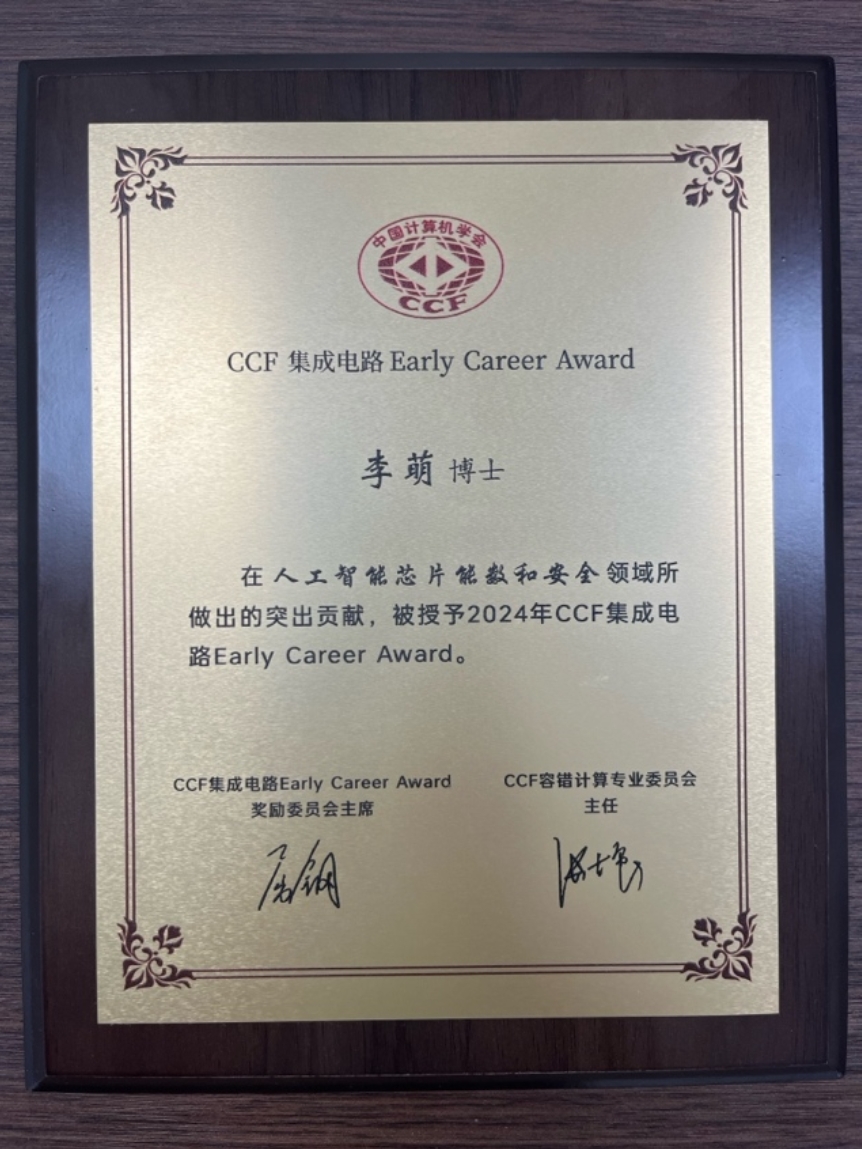 中国计算机学会
CCF
CCF 集成电路 Early Career Award
李萌 博士
在人工智能芯片能数和安全领域所
做出的突出贡献，被授予2024年CCF集成电
路Early Career Award。
CCF集成电路Early Career Award
奖励委员会主席
CCF容错计算专业委员会
主任